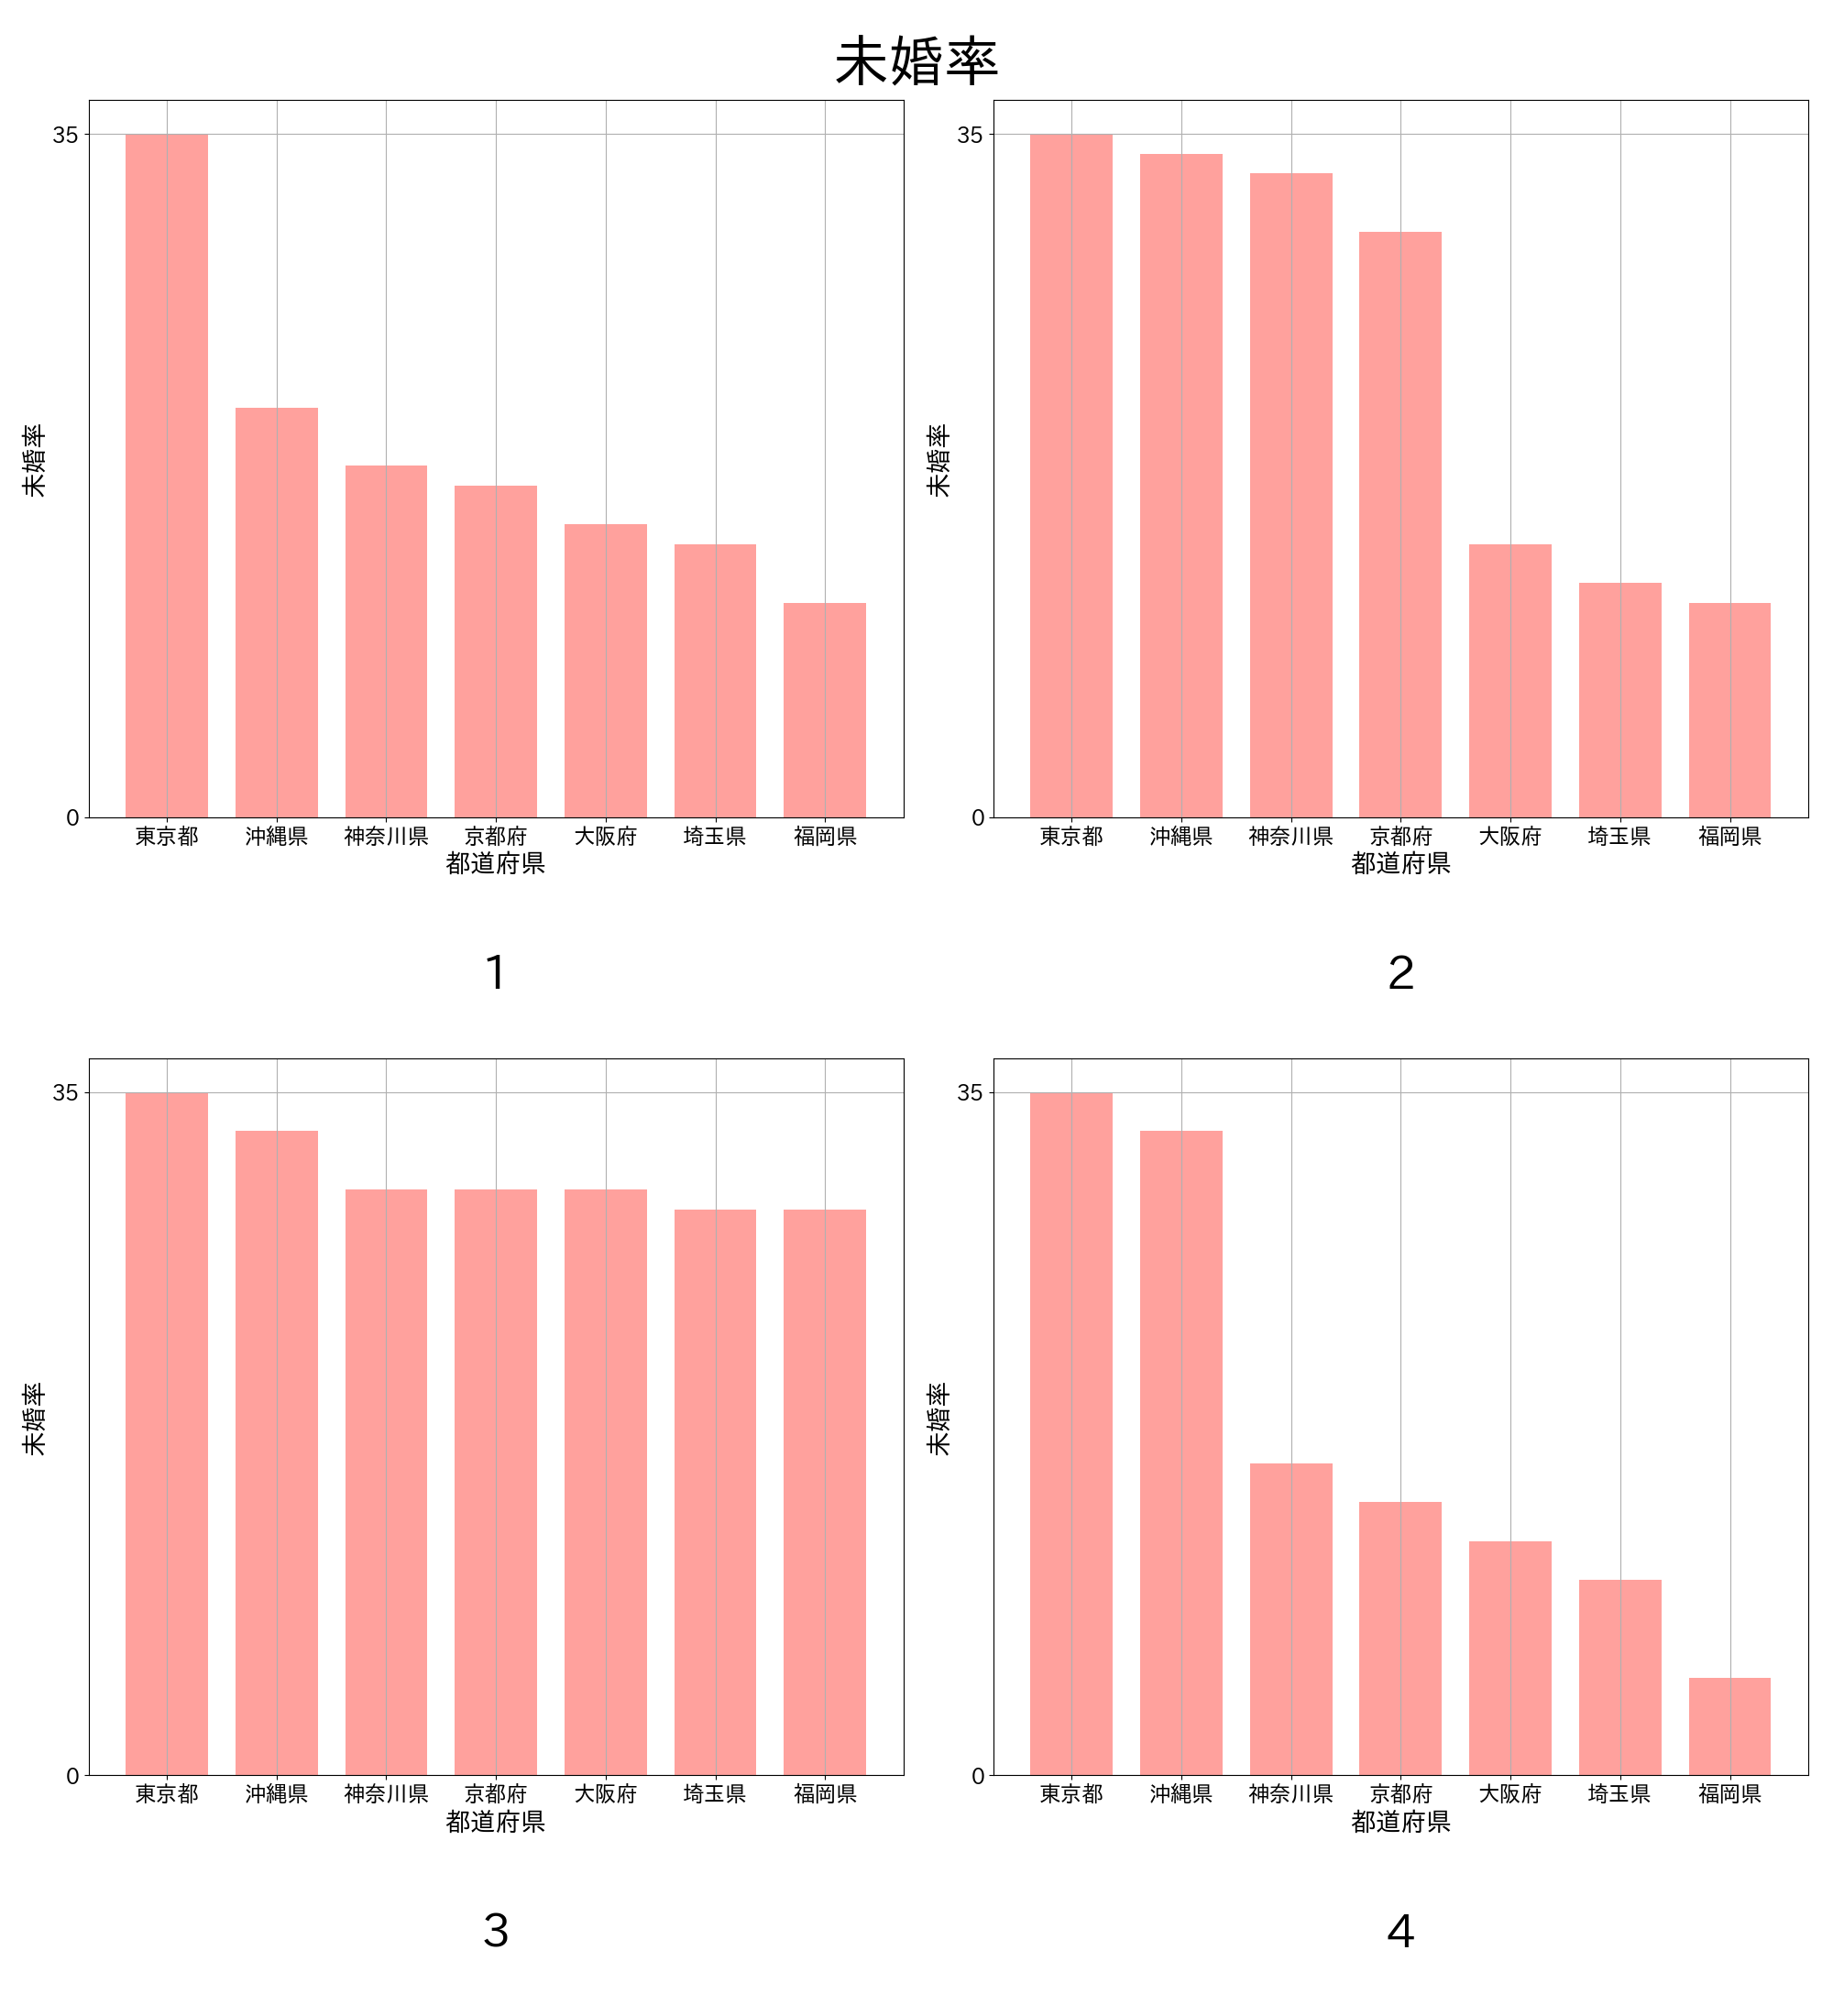 未婚率
35
0
未婚率
東京都 沖縄県 神奈川県 京都府 大阪府 埼玉県 福岡県
都道府県
1
35
0
未婚率
東京都 沖縄県 神奈川県 京都府 大阪府 埼玉県 福岡県
都道府県
2
35
0
未婚率
東京都 沖縄県 神奈川県 京都府 大阪府 埼玉県 福岡県
都道府県
3
35
0
未婚率
東京都 沖縄県 神奈川県 京都府 大阪府 埼玉県 福岡県
都道府県
4